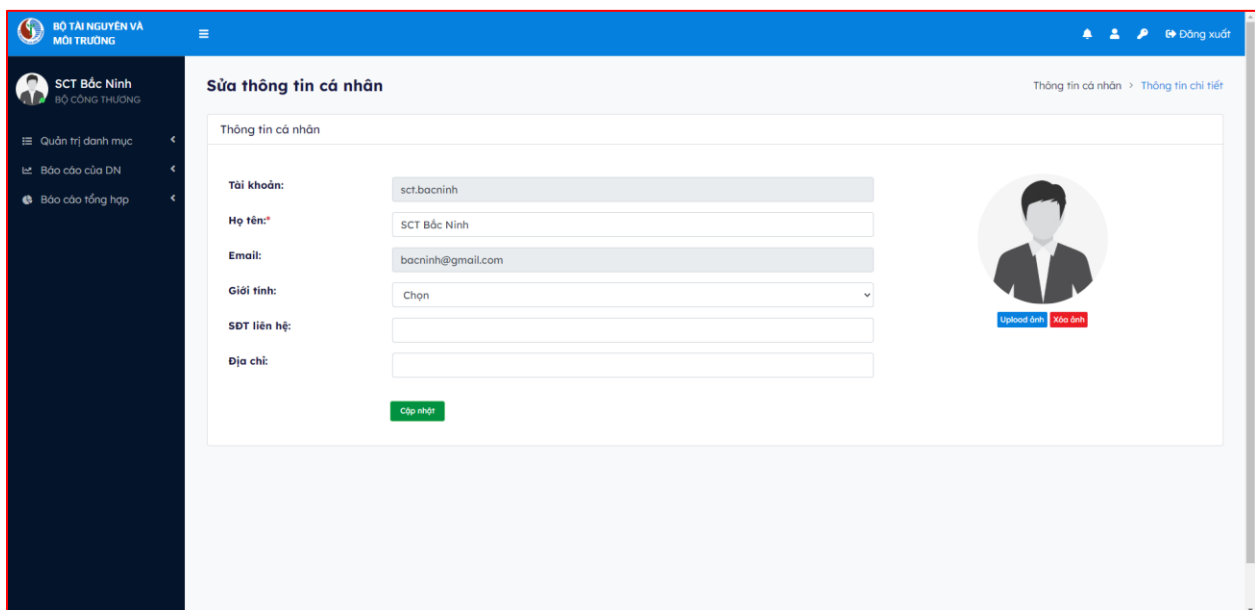 BỘ TÀI NGUYÊN VÀ
MÔI TRƯỜNG
Đăng xuất
SCT Bắc Ninh
BỘ CÔNG THƯƠNG
Quản trị danh mục
Báo cáo của DN
Báo cáo tổng hợp
Sửa thông tin cá nhân
Thông tin cá nhân > Thông tin chi tiết
Thông tin cá nhân
Tài khoản:
sct.bacninh
Họ tên:*
SCT Bắc Ninh
Email:
bacninh@gmail.com
Giới tính:
Chọn
SĐT liên hệ:
Địa chỉ:
Upload ảnh
Xóa ảnh
Cập nhật